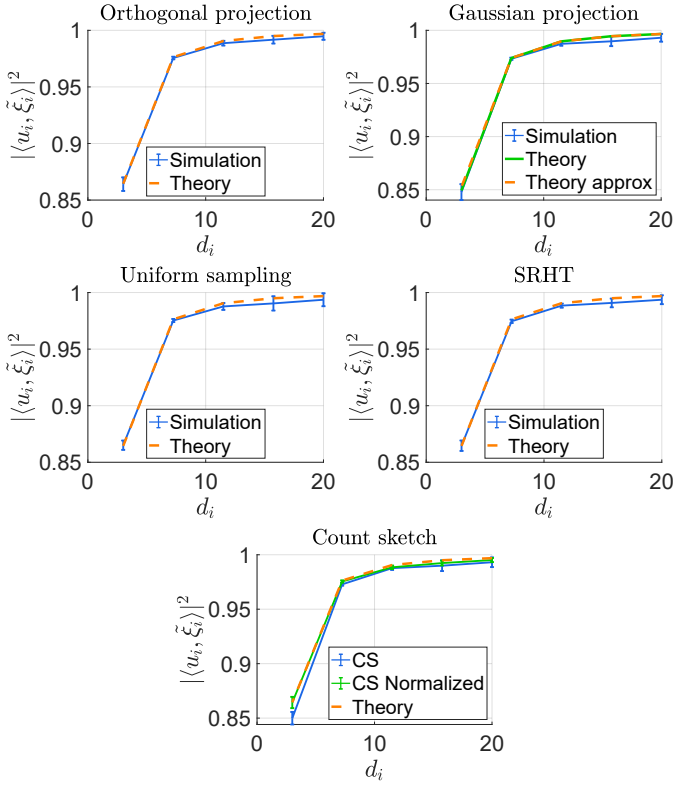 Orthogonal projection
|⟨u_i, ξ̃_i⟩|²
1
0.95
0.9
0.85
0
10
20
d_i
Simulation
Theory
Gaussian projection
|⟨u_i, ξ̃_i⟩|²
1
0.95
0.9
0.85
0
10
20
d_i
Simulation
Theory
Theory approx
Uniform sampling
|⟨u_i, ξ̃_i⟩|²
1
0.95
0.9
0.85
0
10
20
d_i
Simulation
Theory
SRHT
|⟨u_i, ξ̃_i⟩|²
1
0.95
0.9
0.85
0
10
20
d_i
Simulation
Theory
Count sketch
|⟨u_i, ξ̃_i⟩|²
1
0.95
0.9
0.85
0
10
20
d_i
CS
CS Normalized
Theory